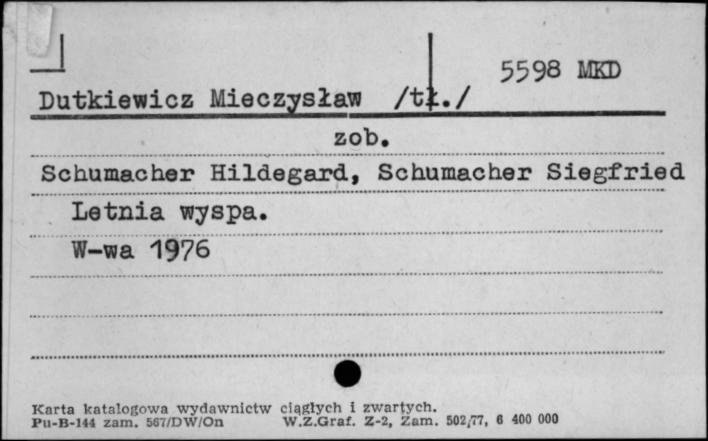 5598 MKD
Dutkiewicz Mieczysław /tł./
zob.
Schumacher Hildegard, Schumacher Siegfried
Letnia wyspa.
W-wa 1976
Karta katalogowa wydawnictw ciągłych i zwartych.
Pu-B-144 zam. 567/DW/On W.Z.Graf. Z-2, Zam. 502/77, 6 400 000